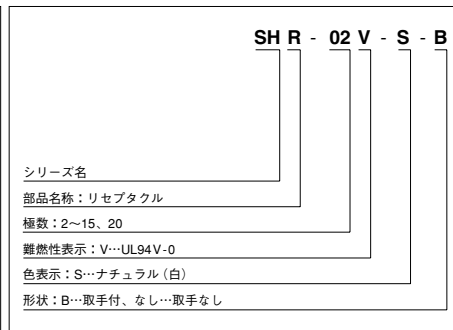 SH R - 02 V - S - B
シリーズ名
部品名称：リセプタクル
極数：2〜15、20
難燃性表示：V…UL94V-0
色表示：S…ナチュラル（白）
形状：B…取手付、なし…取手なし